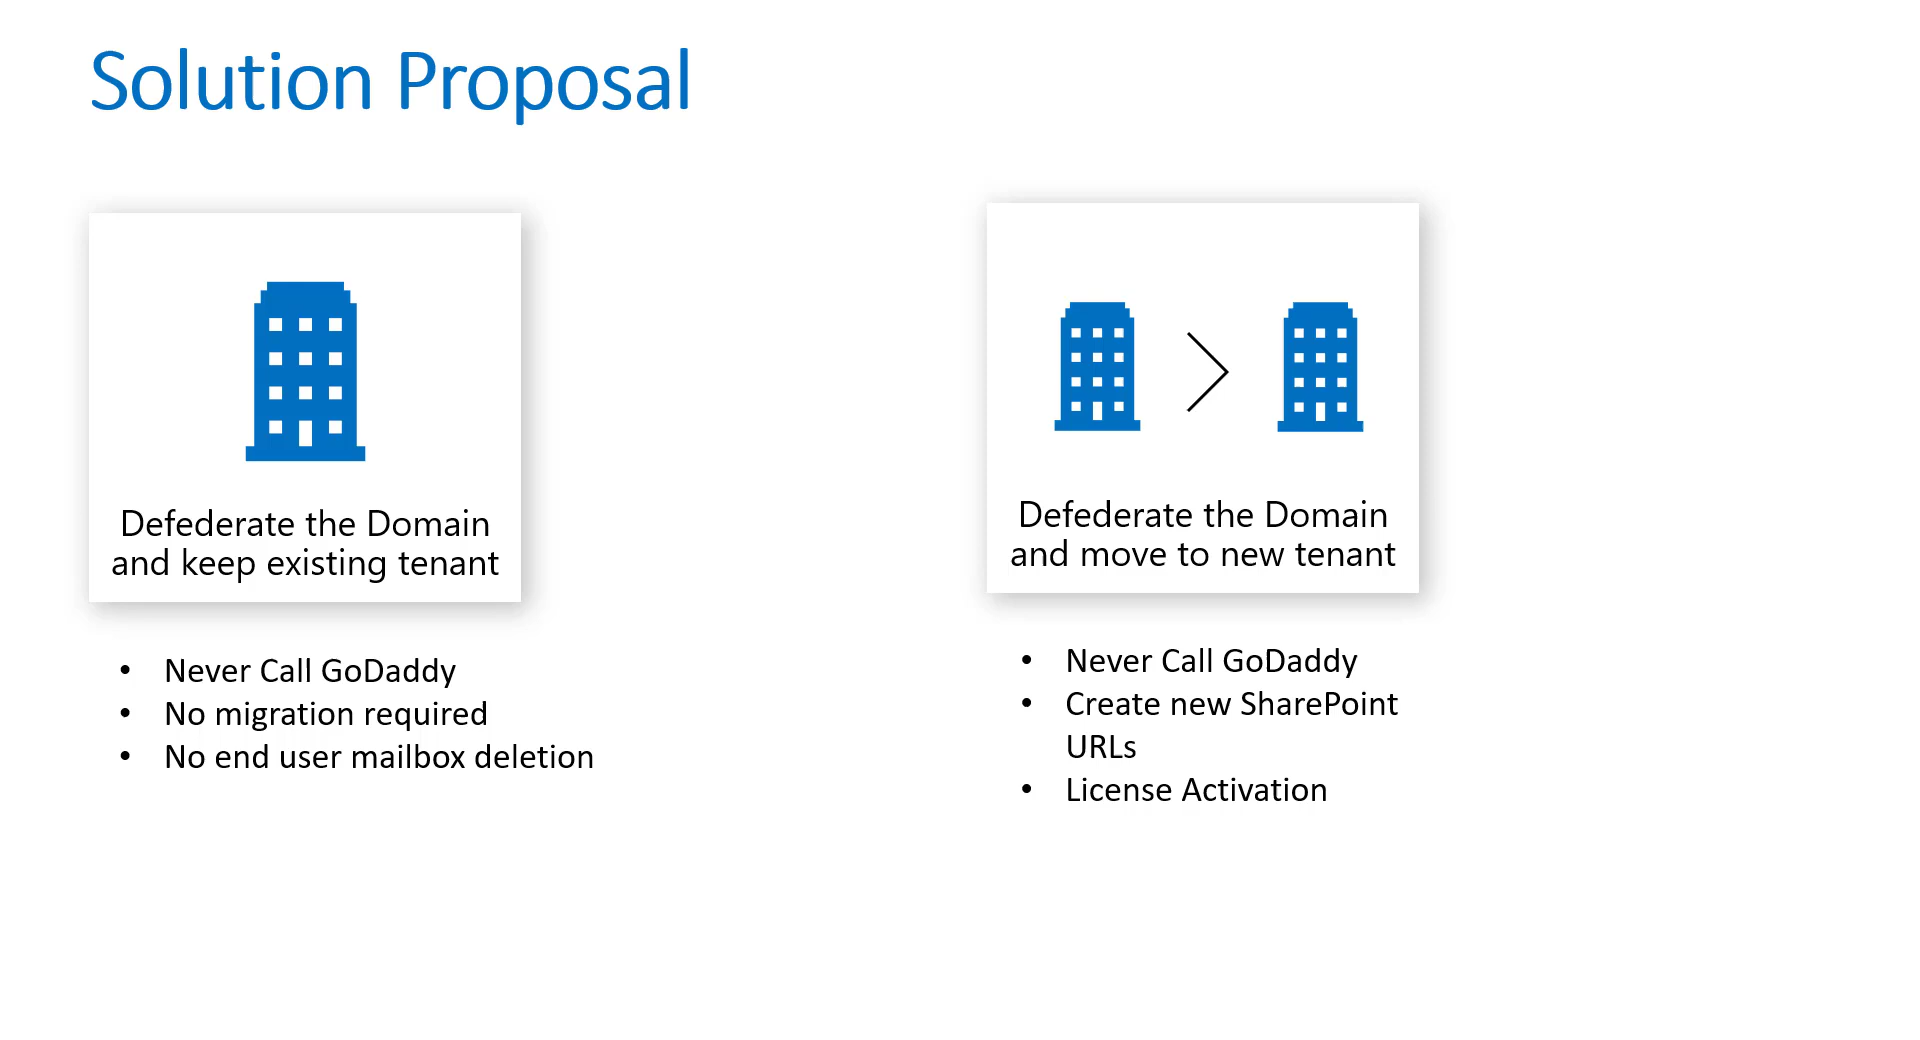 Solution Proposal
Defederate the Domain
and keep existing tenant
• Never Call GoDaddy
• No migration required
• No end user mailbox deletion
Defederate the Domain
and move to new tenant
• Never Call GoDaddy
• Create new SharePoint
URLs
• License Activation